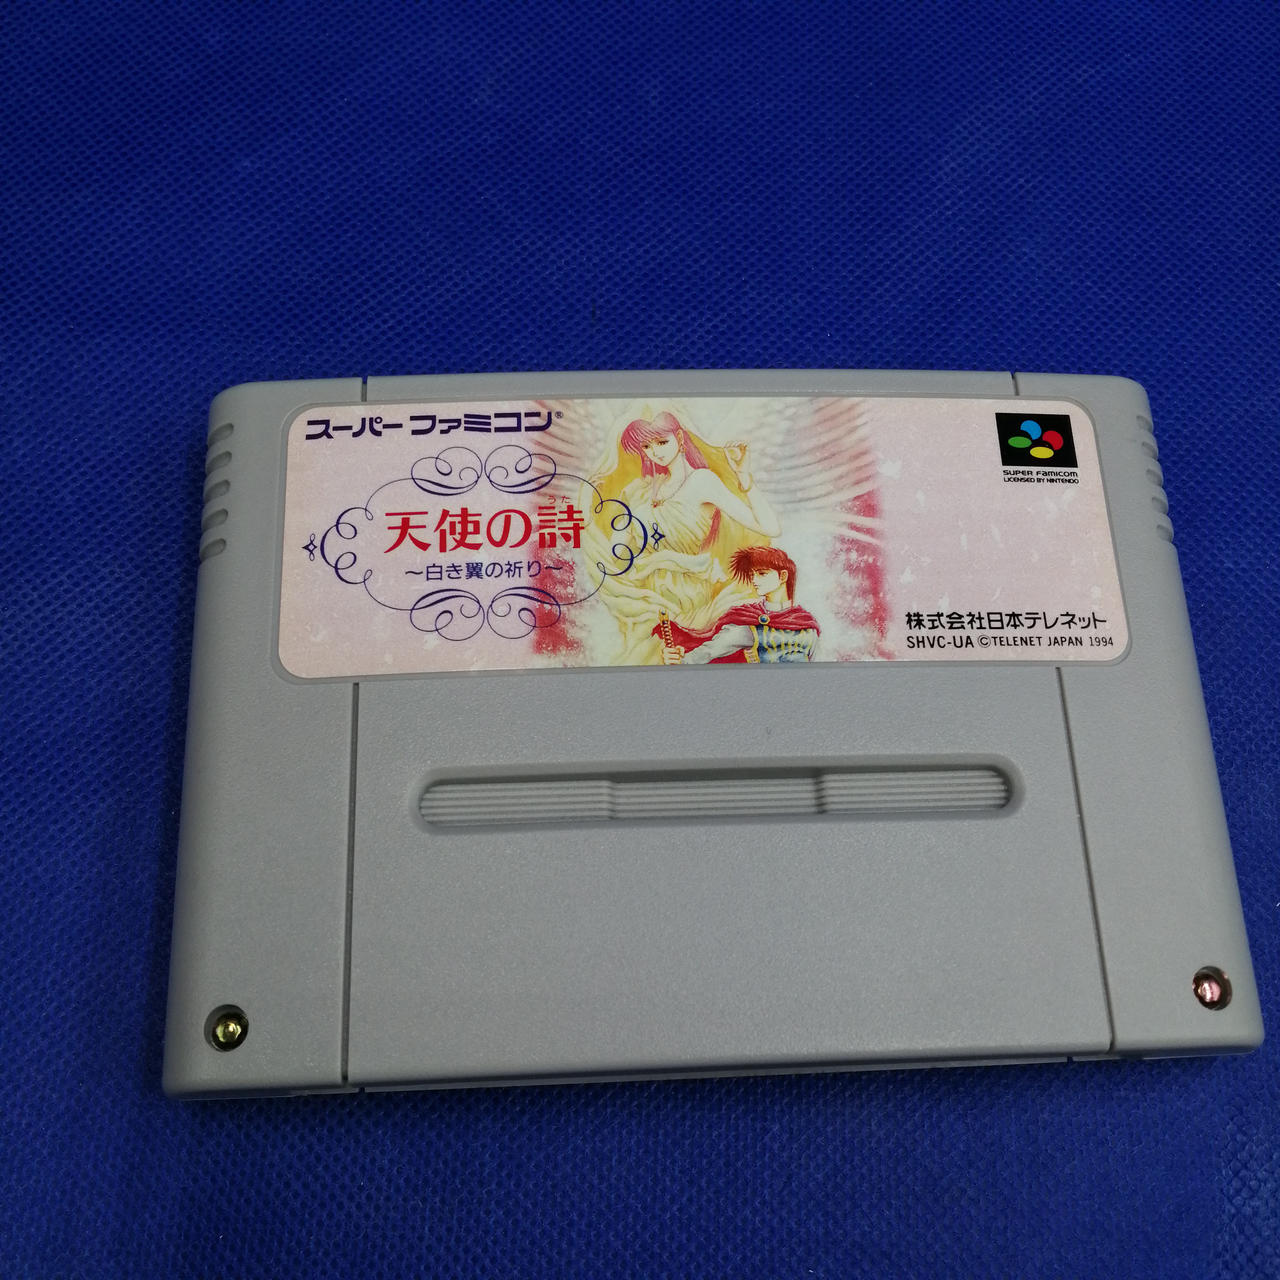 スーパーファミコン®
うた
天使の詩
～白き翼の祈り～
SUPER FAMICOM
LICENSED BY NINTENDO
株式会社日本テレネット
SHVC-UA ©TELENET JAPAN 1994